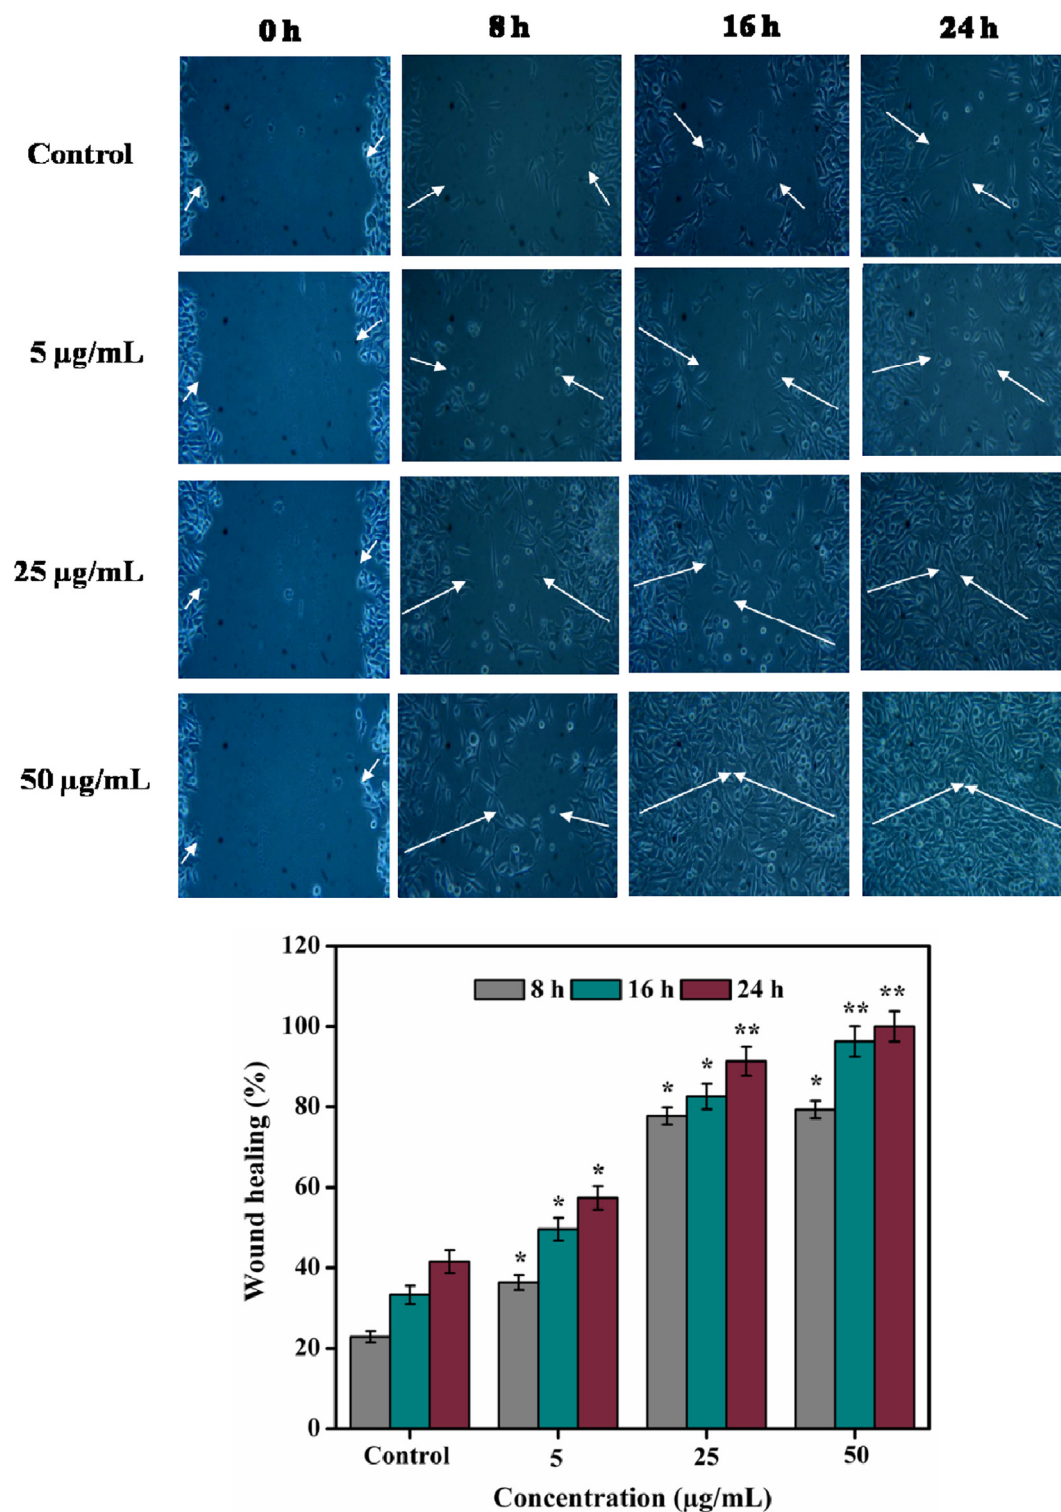 0 h 8 h 16 h 24 h
Control
5 µg/mL
25 µg/mL
50 µg/mL
120
8 h 16 h 24 h
** **
100
**
* *
80
*
*
60
*
*
40
20
0
Control 5 25 50
Wound healing (%)
Concentration (µg/mL)